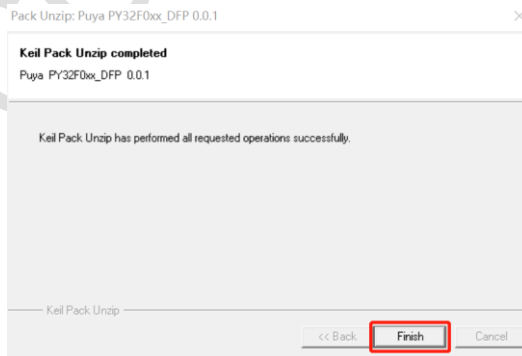 Pack Unzip: Puya PY32F0xx_DFP 0.0.1
Keil Pack Unzip completed
Puya PY32F0xx_DFP 0.0.1
Keil Pack Unzip has performed all requested operations successfully.
Keil Pack Unzip
<< Back Finish Cancel